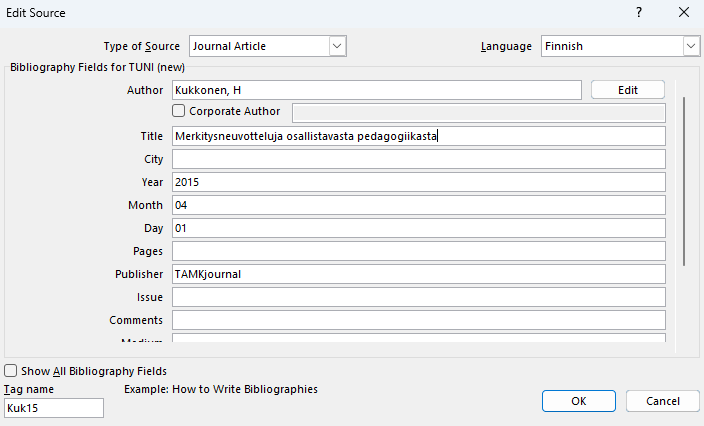 Edit Source ? ×
Type of Source Journal Article Language Finnish
Bibliography Fields for TUNI (new)
Author Kukkonen, H Edit
Corporate Author
Title Merkitysneuvotteluja osallistavasta pedagogiikasta
City
Year 2015
Month 04
Day 01
Pages
Publisher TAMKjournal
Issue
Comments
Medium
Show All Bibliography Fields
Tag name Example: How to Write Bibliographies
Kuk15 OK Cancel